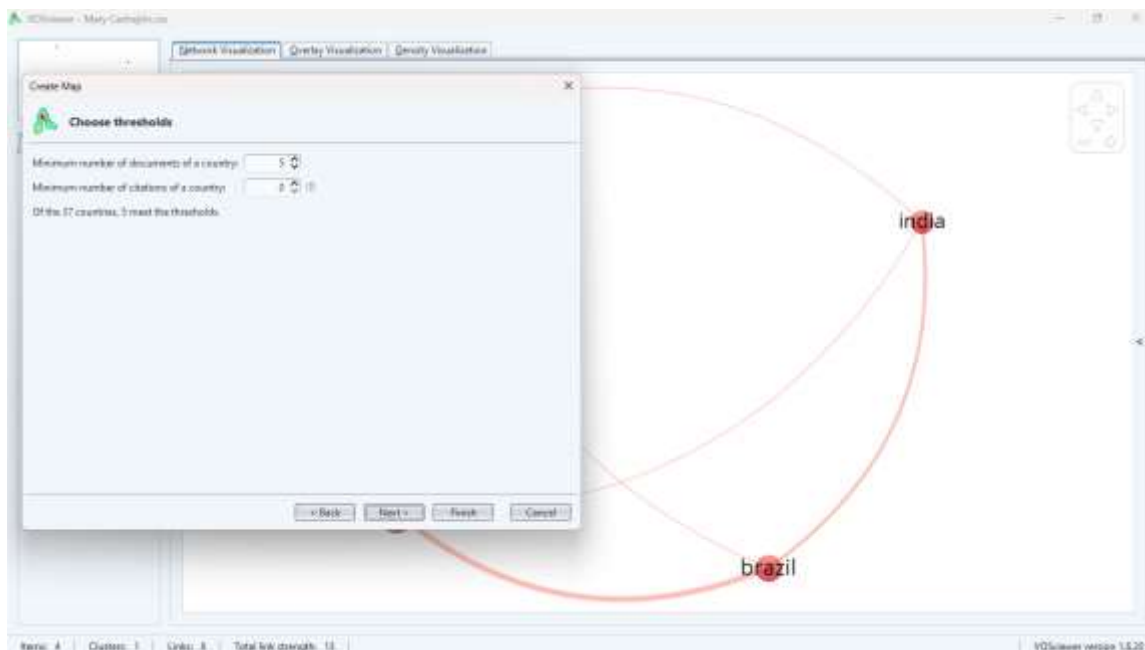 VOSviewer - Mary Carhajido.csv
Network Visualization Overlay Visualization Density Visualization
Create Map
Choose thresholds
Minimum number of documents of a country: 5
Minimum number of citations of a country: 0
Of the 37 countries, 5 meet the thresholds.
< Back Next > Finish Cancel
india
brazil
Items: 4 Clusters: 1 Links: 6 Total link strength: 13
VOSviewer version 1.6.20